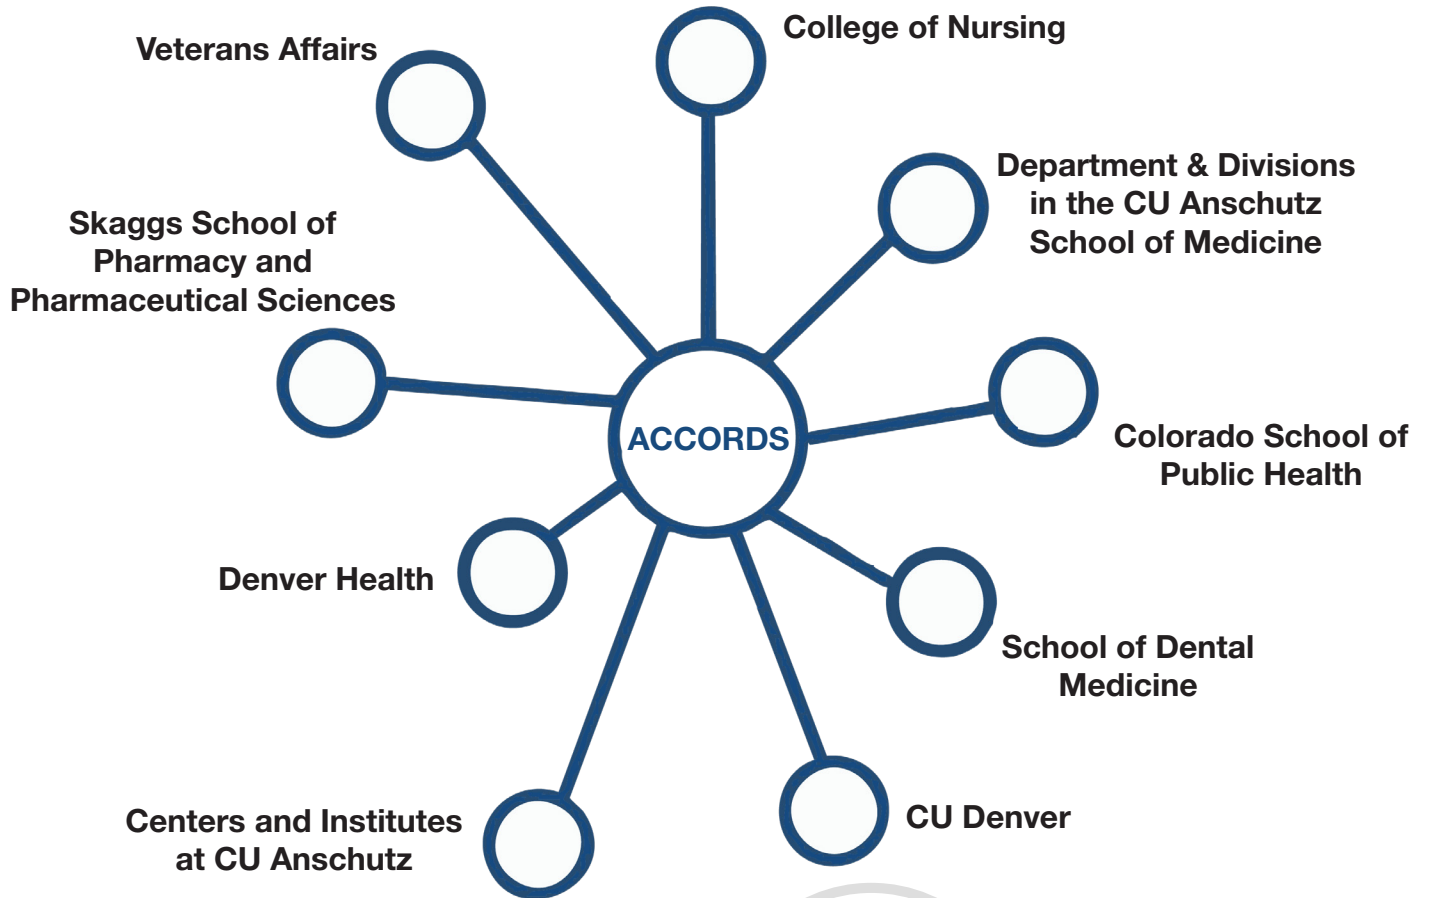 College of Nursing
Veterans Affairs
Department & Divisions
in the CU Anschutz
School of Medicine
Skaggs School of
Pharmacy and
Pharmaceutical Sciences
ACCORDS
Colorado School of
Public Health
Denver Health
School of Dental
Medicine
Centers and Institutes
at CU Anschutz
CU Denver